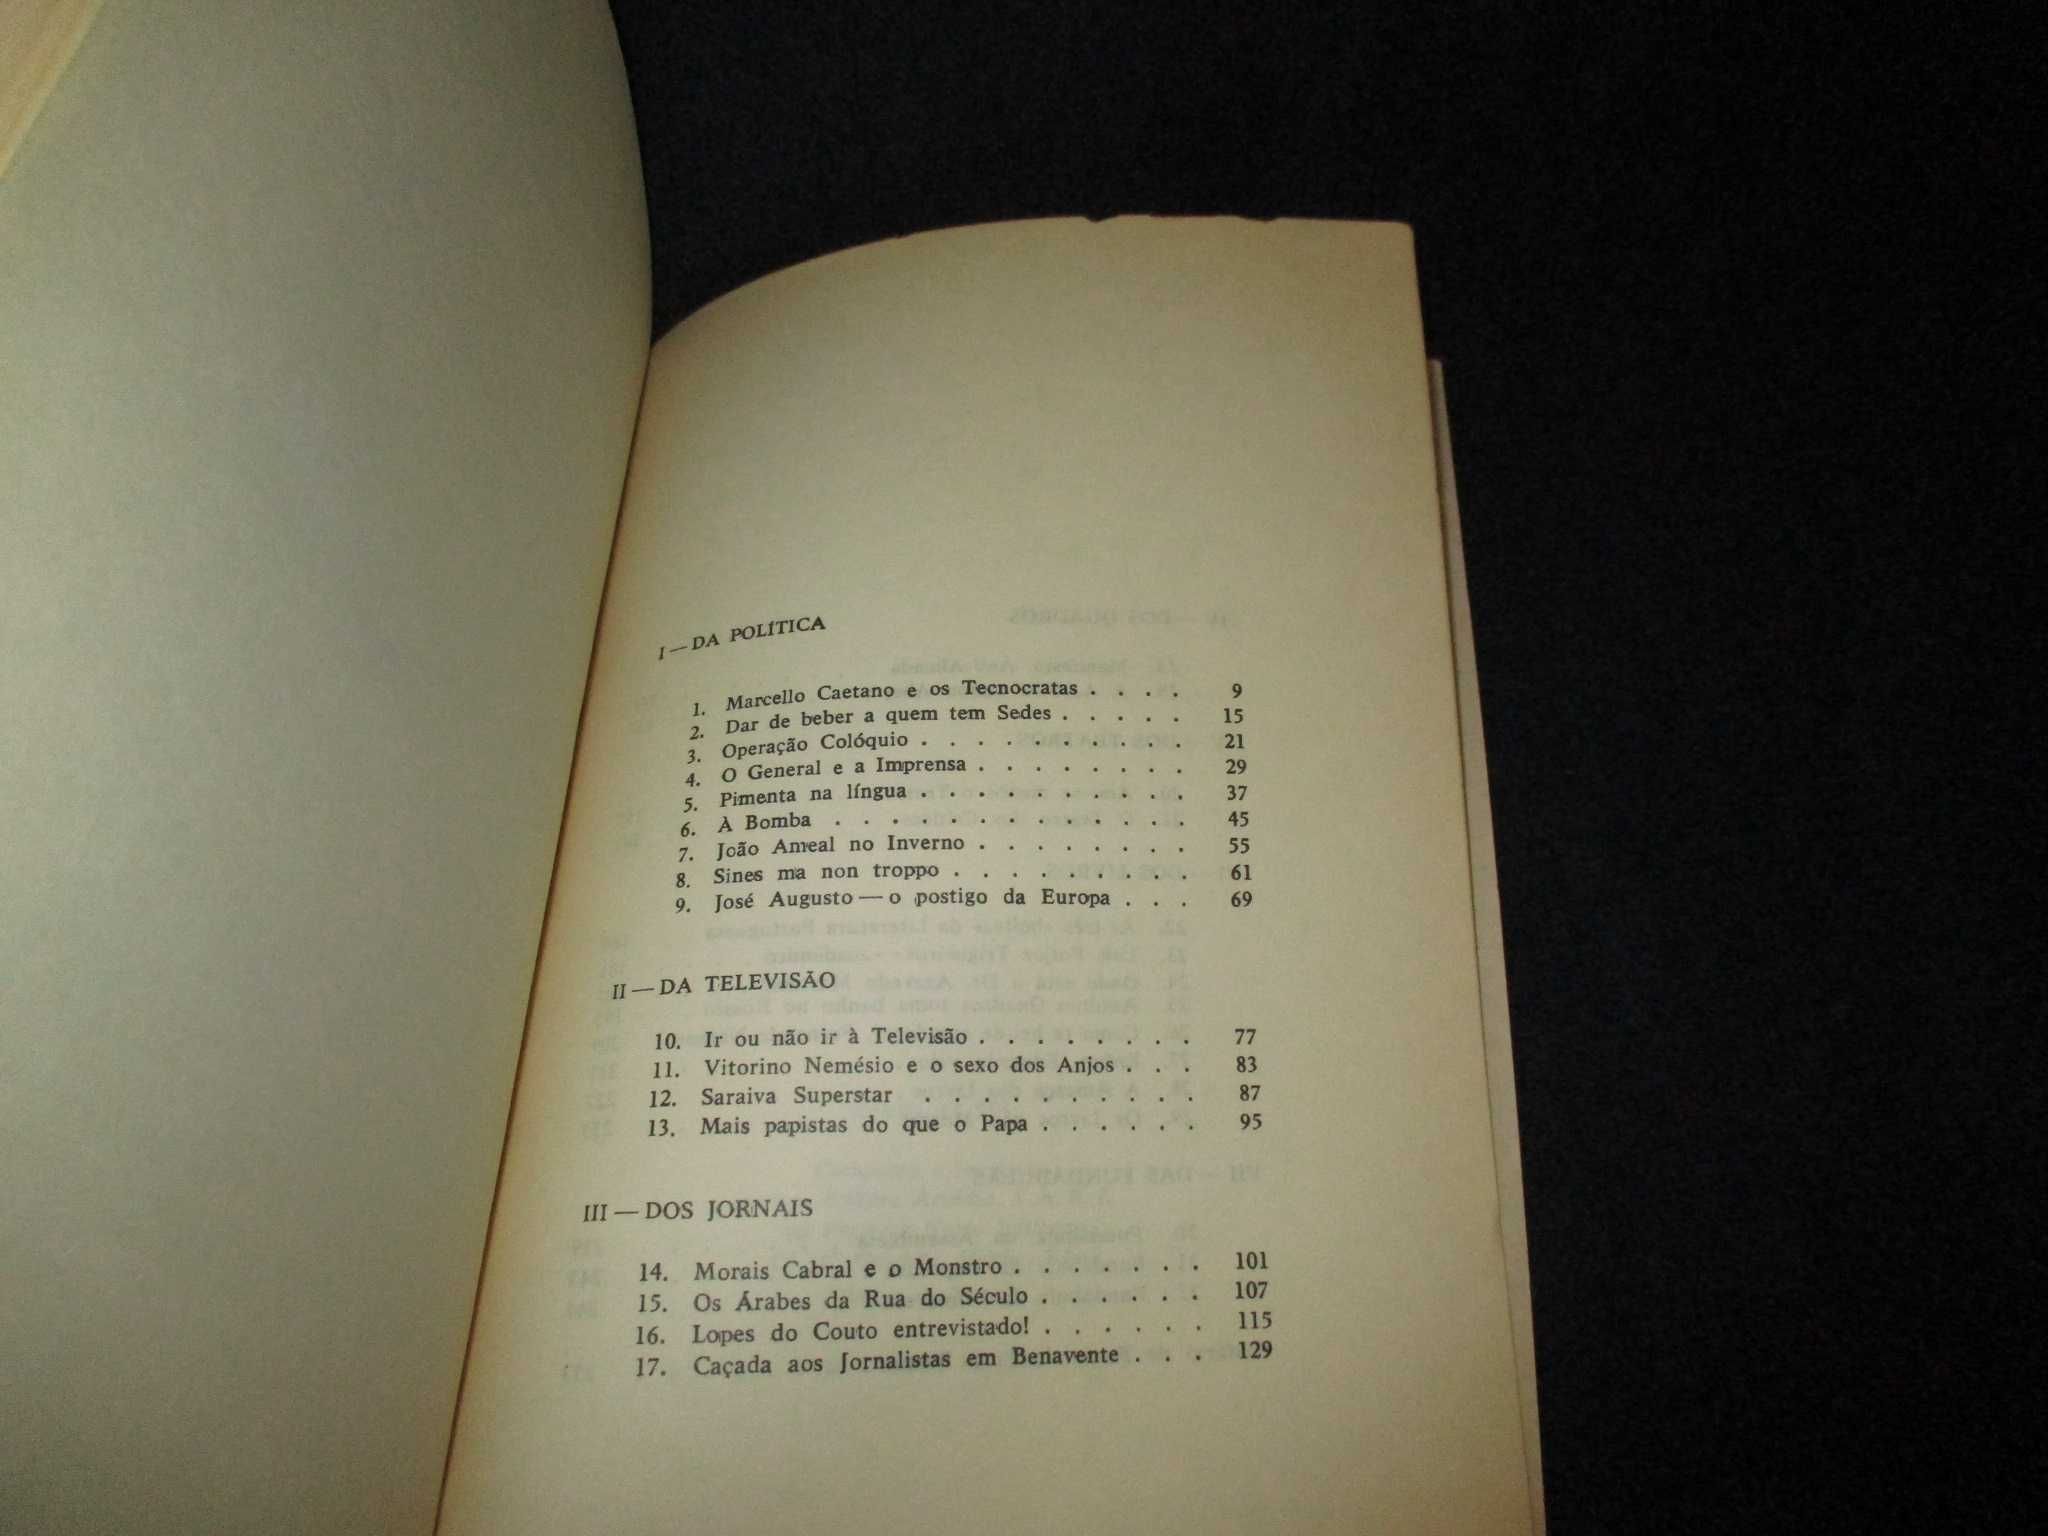 I — DA POLÍTICA
1. Marcello Caetano e os Tecnocratas . . . . 9
2. Dar de beber a quem tem Sedes . . . . . 15
3. Operação Colóquio . . . . . . . . . . 21
4. O General e a Imprensa . . . . . . . . 29
5. Pimenta na língua . . . . . . . . . . 37
6. À Bomba . . . . . . . . . . . . . 45
7. João Ameal no Inverno . . . . . . . . 55
8. Sines ma non troppo . . . . . . . . . 61
9. José Augusto — o postigo da Europa . . . 69
II — DA TELEVISÃO
10. Ir ou não ir à Televisão . . . . . . . . 77
11. Vitorino Nemésio e o sexo dos Anjos . . . 83
12. Saraiva Superstar . . . . . . . . . . 87
13. Mais papistas do que o Papa . . . . . . 95
III — DOS JORNAIS
14. Morais Cabral e o Monstro . . . . . . . 101
15. Os Árabes da Rua do Século . . . . . . 107
16. Lopes do Couto entrevistado! . . . . . . 115
17. Caçada aos Jornalistas em Benavente . . . 129